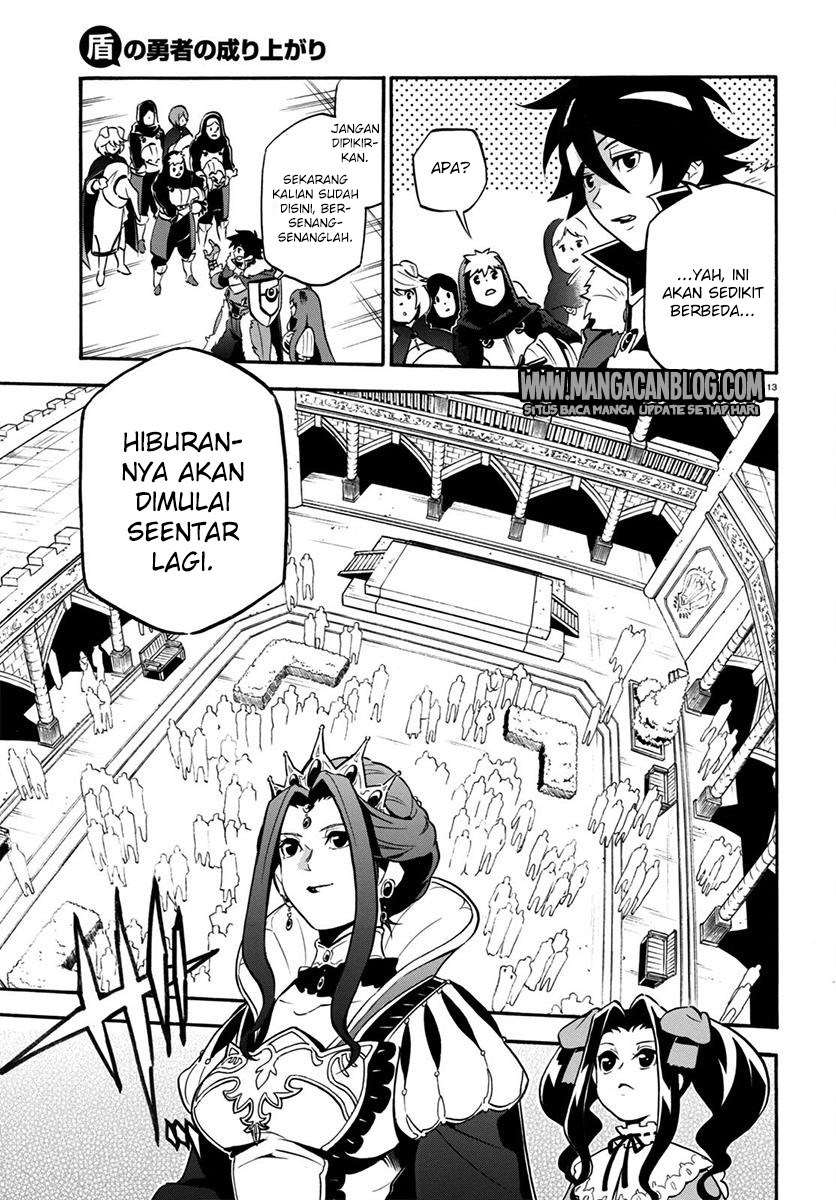 盾の勇者の成り上がり
...YAH, INI
AKAN SEDIKIT
BERBEDA...
APA?
JANGAN
DIPIKIR-
KAN.
SEKARANG
KALIAN SUDAH
DISINI, BER-
SENANG-
SENANGLAH.
13
WWW.MANGACANBLOG.COM
SITUS BACA MANGA UPDATE SETIAP HARI
HIBURAN-
NYA AKAN
DIMULAI
SEENTAR
LAGI.